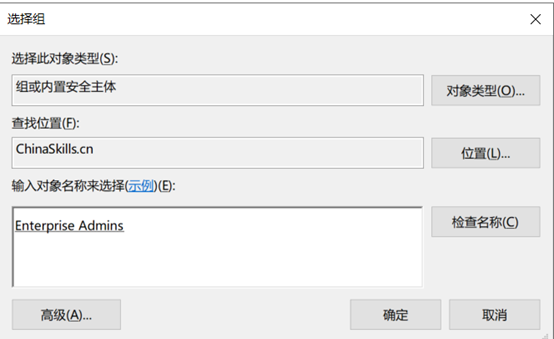 选择组
选择此对象类型(S):
组或内置安全主体
对象类型(O)...
查找位置(F):
ChinaSkills.cn
位置(L)...
输入对象名称来选择(示例)(E):
Enterprise Admins
检查名称(C)
高级(A)...
确定
取消